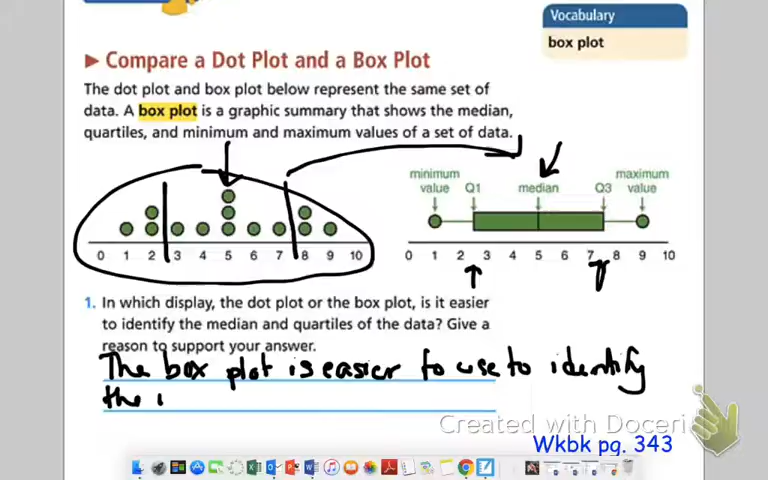 Vocabulary
box plot
▶ Compare a Dot Plot and a Box Plot
The dot plot and box plot below represent the same set of
data. A box plot is a graphic summary that shows the median,
quartiles, and minimum and maximum values of a set of data.
minimum
value
Q1
median
Q3
maximum
value
0 1 2 3 4 5 6 7 8 9 10
0 1 2 3 4 5 6 7 8 9 10
1. In which display, the dot plot or the box plot, is it easier
to identify the median and quartiles of the data? Give a
reason to support your answer.
The box plot is easier to use to identify
the
Created with Doceri
Wkbk pg. 343